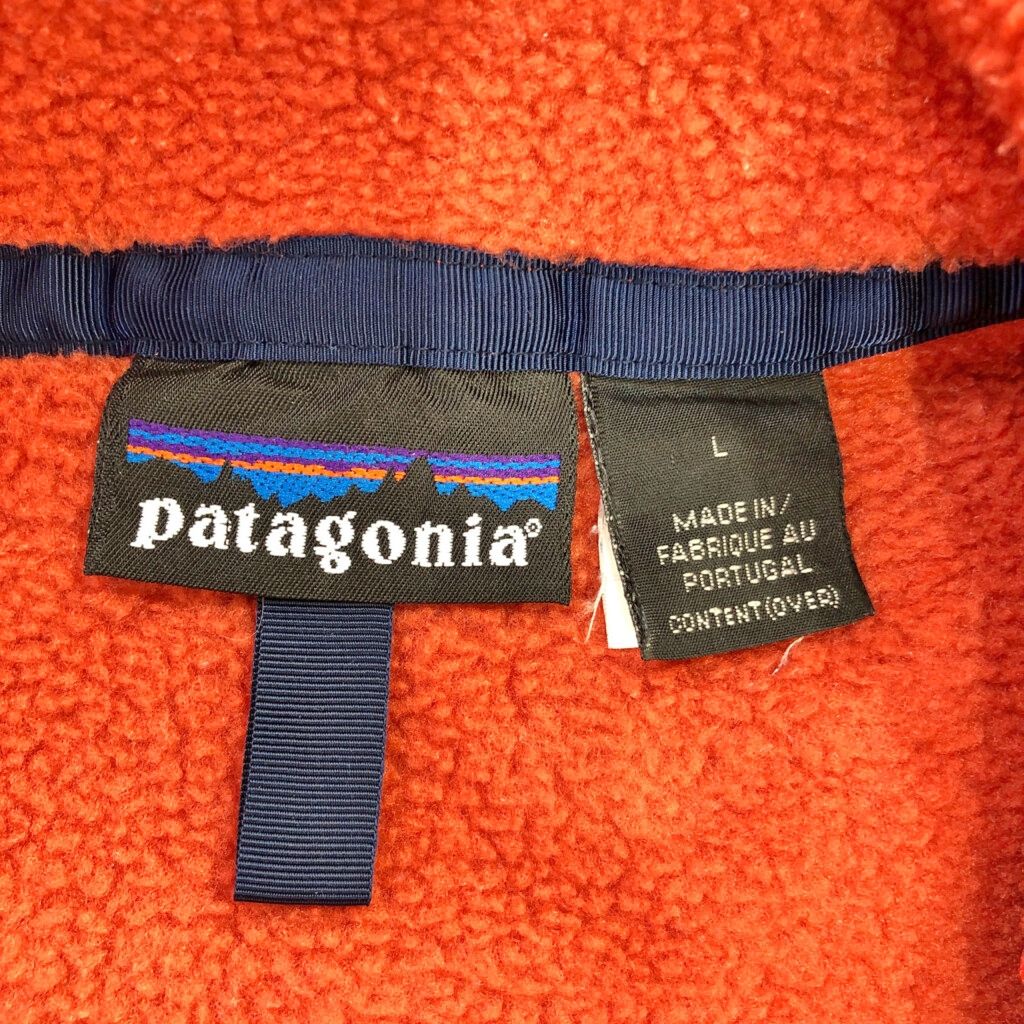 patagonia®
L
MADE IN/
FABRIQUE AU
PORTUGAL
CONTENT(OVER)